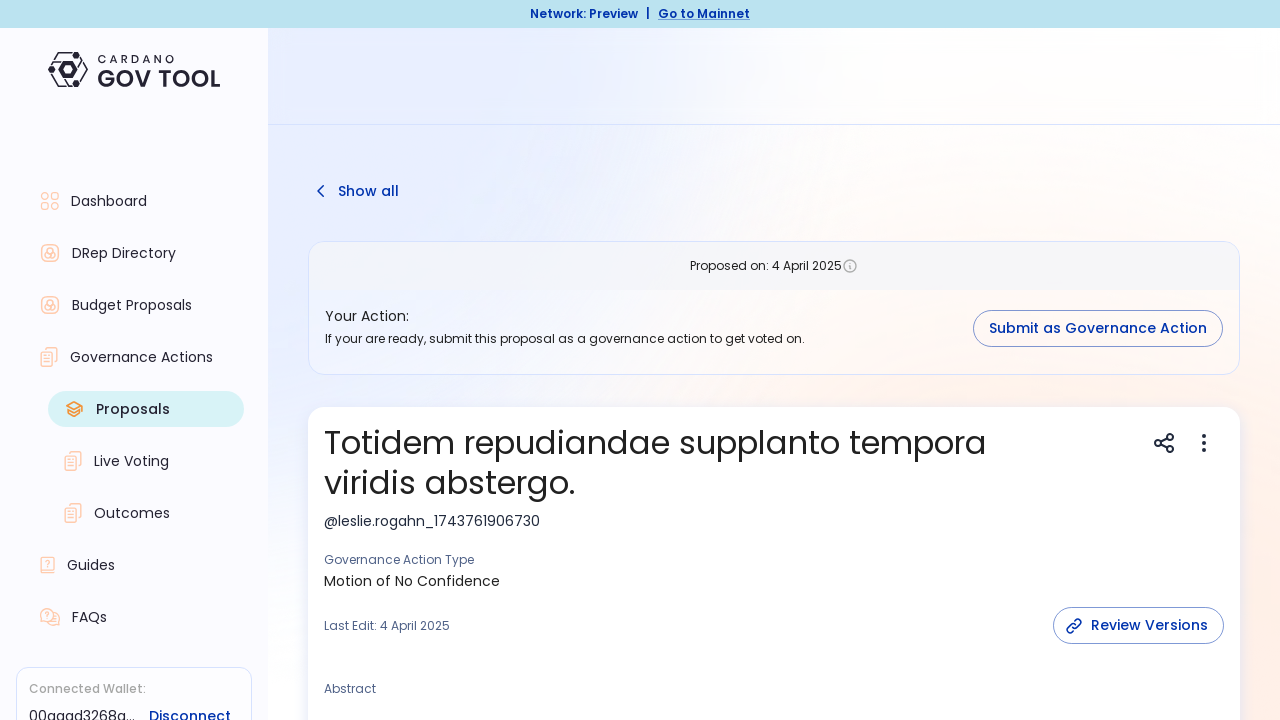 Network: Preview | Go to Mainnet
CARDANO
GOV TOOL
Dashboard
DRep Directory
Budget Proposals
Governance Actions
Proposals
Live Voting
Outcomes
Guides
FAQs
Connected Wallet:
00aqad3268q... Disconnect
Show all
Proposed on: 4 April 2025
Your Action:
If your are ready, submit this proposal as a governance action to get voted on.
Submit as Governance Action
Totidem repudiandae supplanto tempora
viridis abstergo.
@leslie.rogahn_1743761906730
Governance Action Type
Motion of No Confidence
Last Edit: 4 April 2025
Review Versions
Abstract